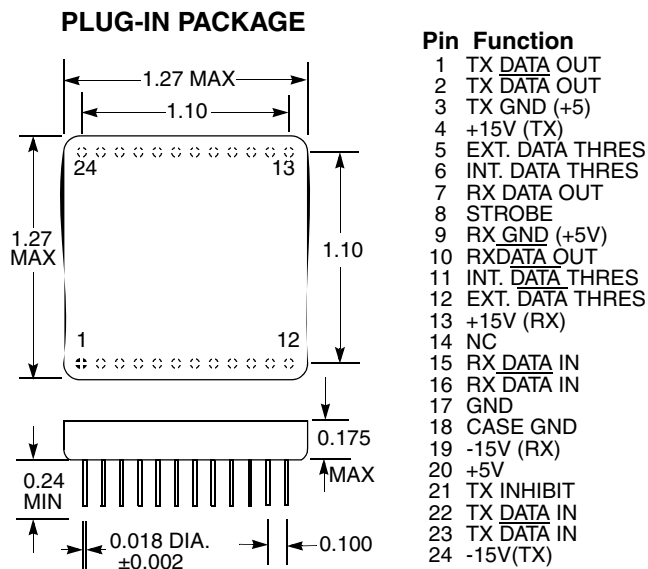 PLUG-IN PACKAGE
1.27 MAX
1.10
24
13
1.27
MAX
1.10
1
12
0.175
MAX
0.24
MIN
0.018 DIA.
±0.002
0.100
Pin Function
1 TX DATA OUT
2 TX DATA OUT
3 TX GND (+5)
4 +15V (TX)
5 EXT. DATA THRES
6 INT. DATA THRES
7 RX DATA OUT
8 STROBE
9 RX GND (+5V)
10 RXDATA OUT
11 INT. DATA THRES
12 EXT. DATA THRES
13 +15V (RX)
14 NC
15 RX DATA IN
16 RX DATA IN
17 GND
18 CASE GND
19 -15V (RX)
20 +5V
21 TX INHIBIT
22 TX DATA IN
23 TX DATA IN
24 -15V(TX)